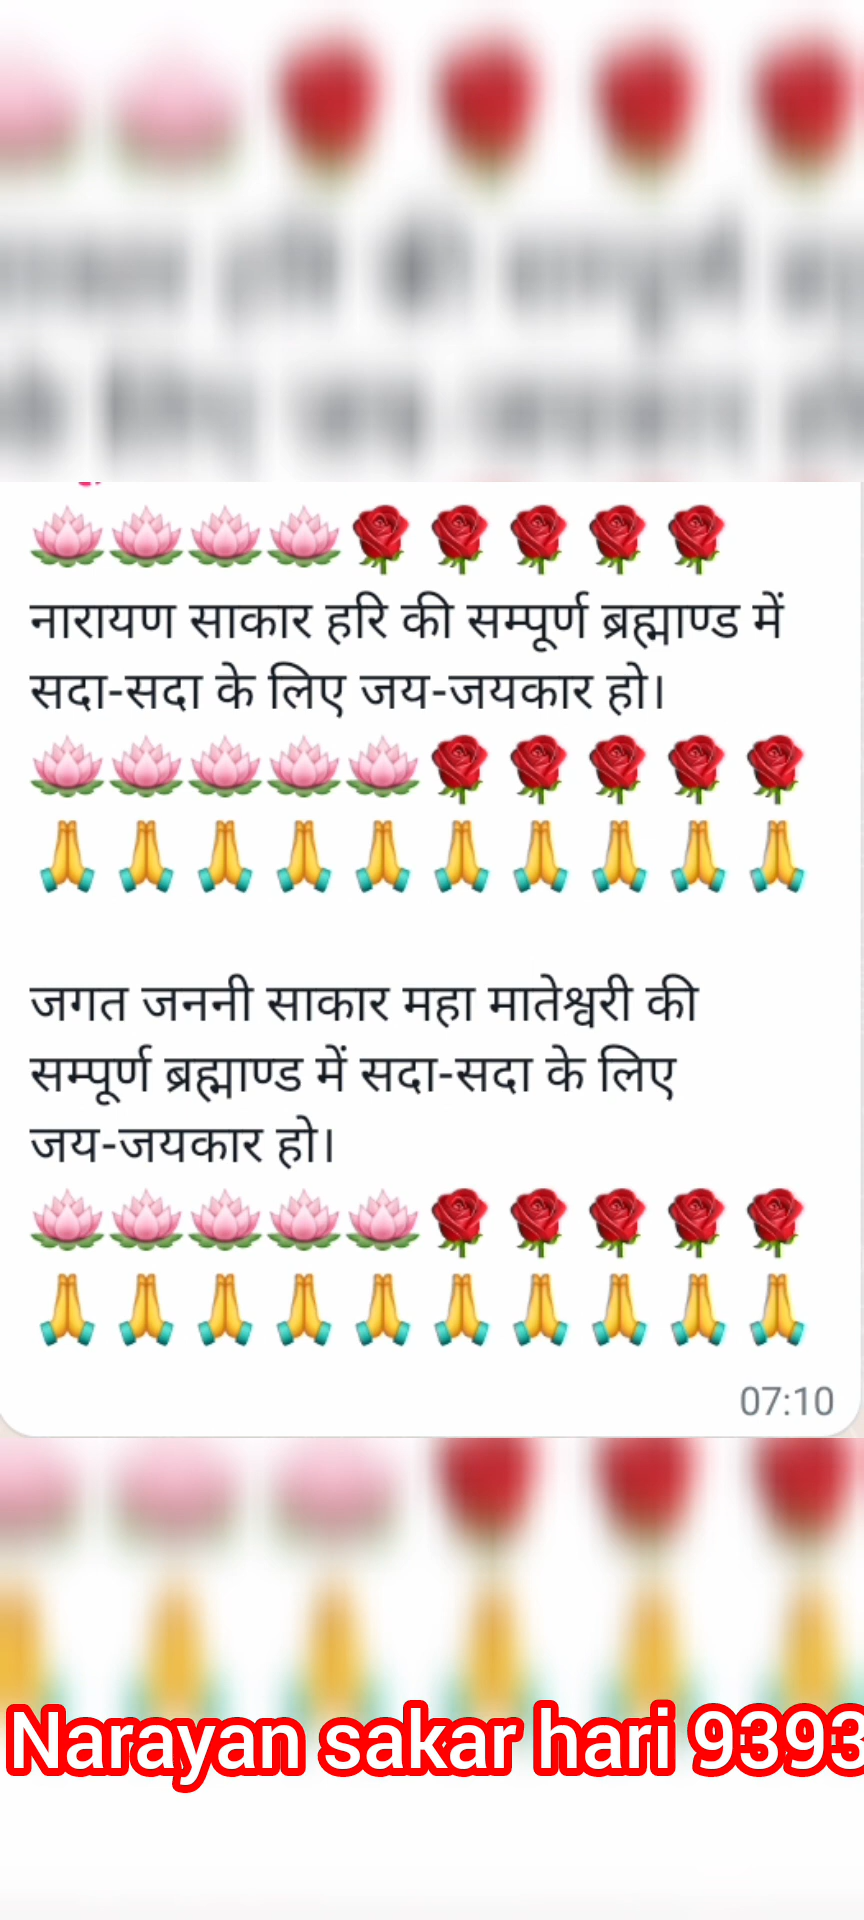 नारायण साकार हरि की सम्पूर्ण ब्रह्माण्ड में
सदा-सदा के लिए जय-जयकार हो।
जगत जननी साकार महा मातेश्वरी की
सम्पूर्ण ब्रह्माण्ड में सदा-सदा के लिए
जय-जयकार हो।
07:10
Narayan sakar hari 9393